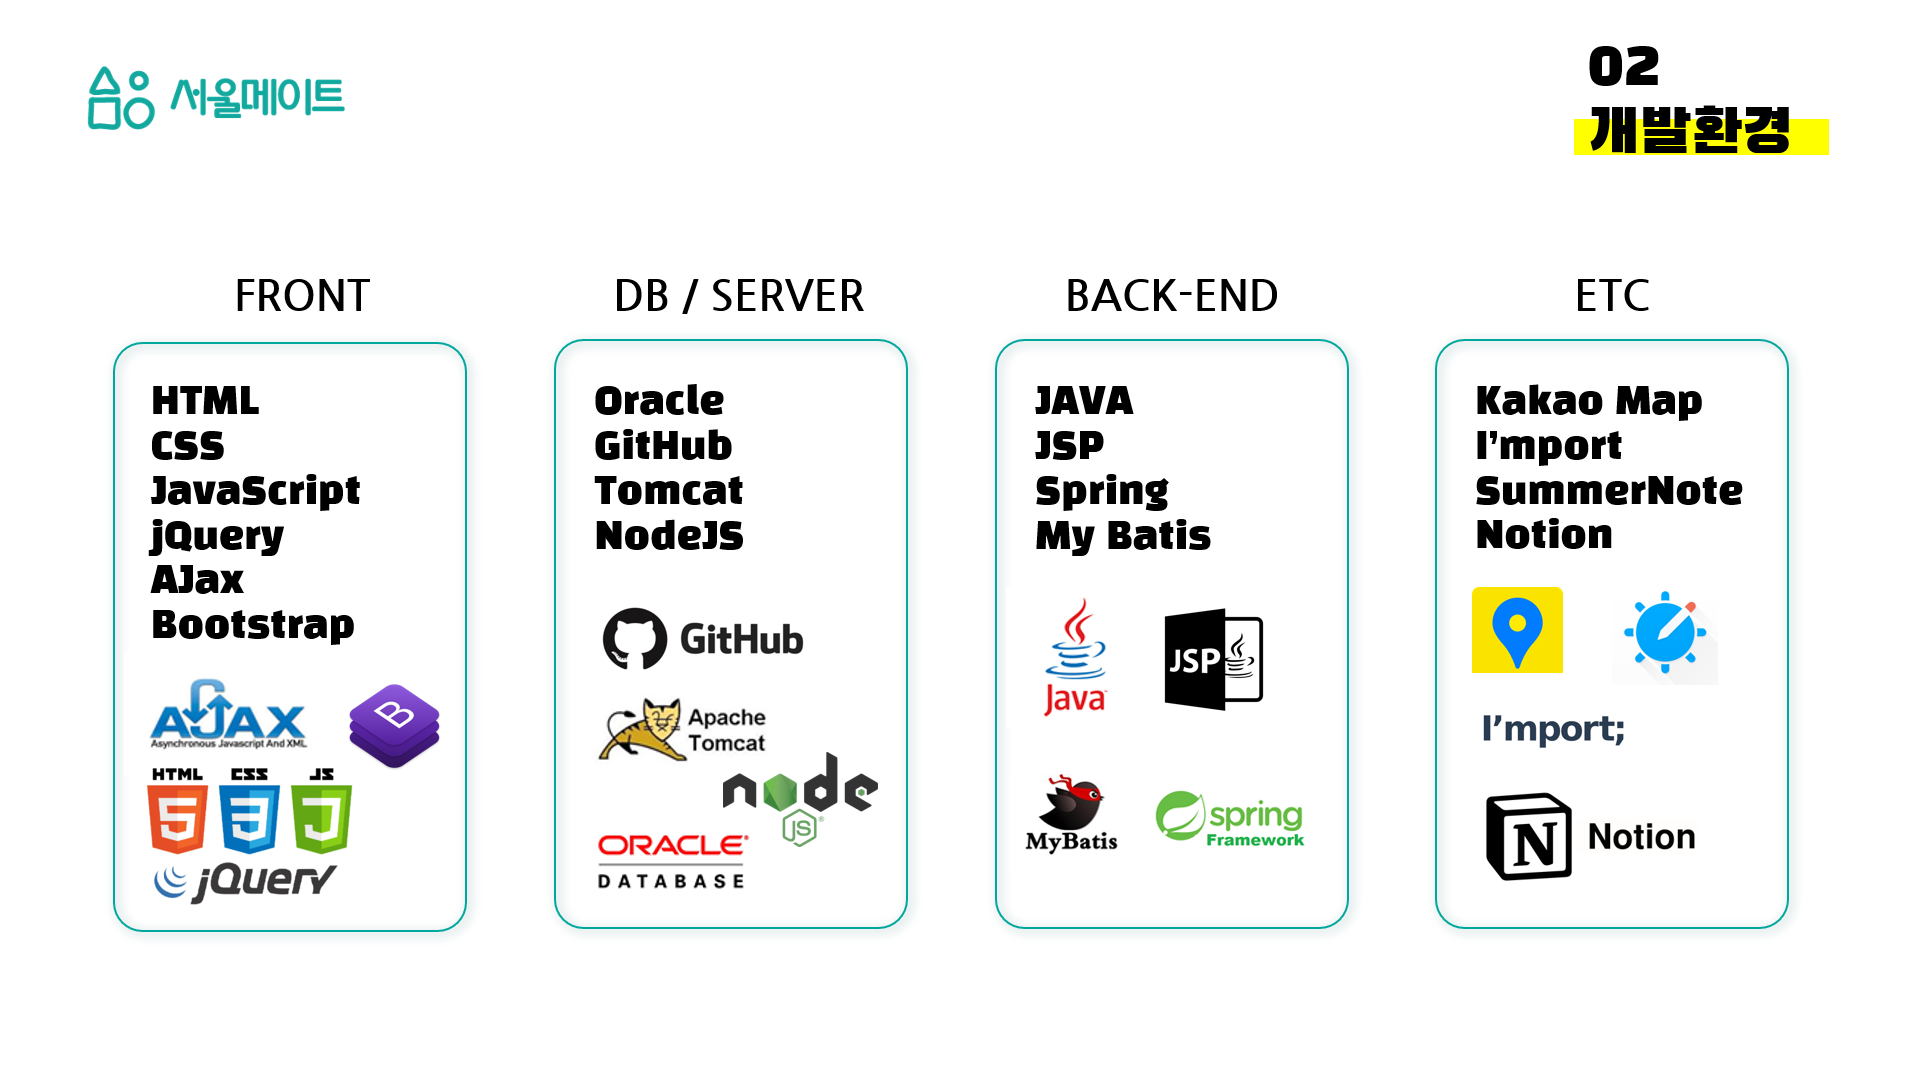 서울메이트
02
개발환경
FRONT
HTML
CSS
JavaScript
jQuery
AJax
Bootstrap
AJAX
Asynchronous Javascript And XML
B
HTML
CSS
JS
5
3
J
jQuery
DB / SERVER
Oracle
GitHub
Tomcat
NodeJS
GitHub
Apache
Tomcat
node
JS
ORACLE
DATABASE
BACK-END
JAVA
JSP
Spring
My Batis
Java
JSP
MyBatis
spring
Framework
ETC
Kakao Map
I'mport
SummerNote
Notion
I'mport;
N
Notion